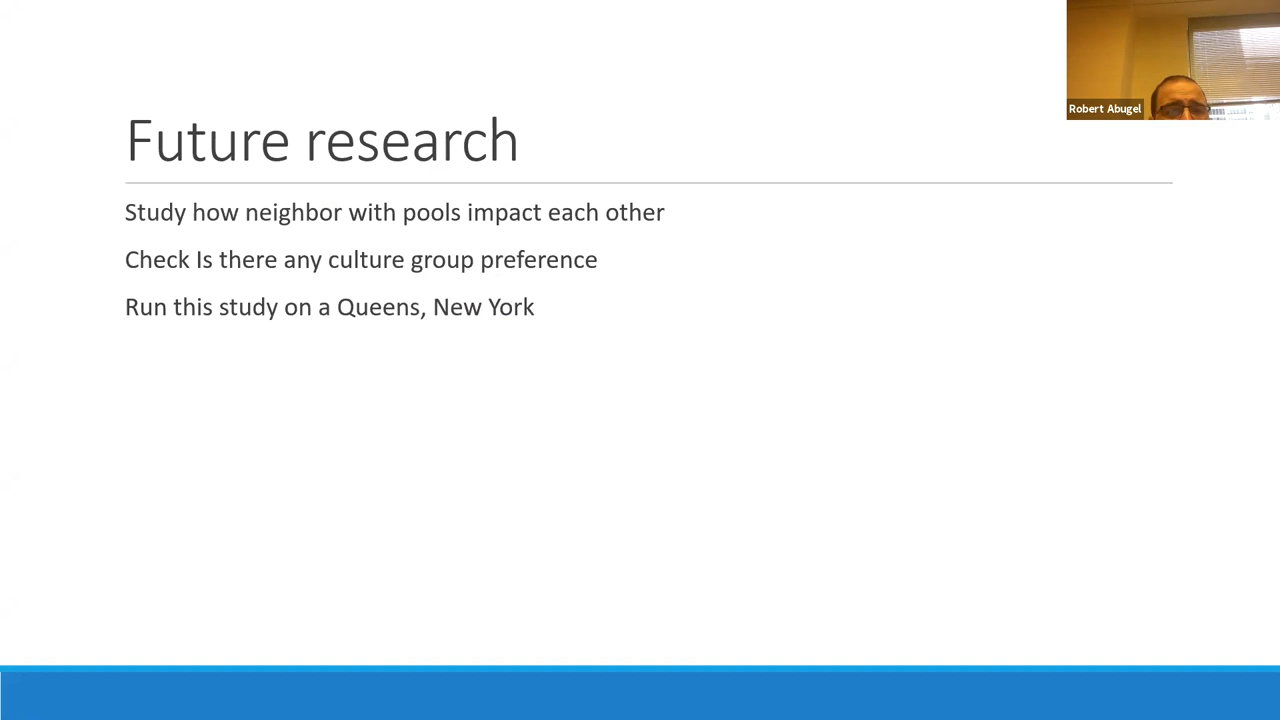 Robert Abugel
Future research
Study how neighbor with pools impact each other
Check Is there any culture group preference
Run this study on a Queens, New York